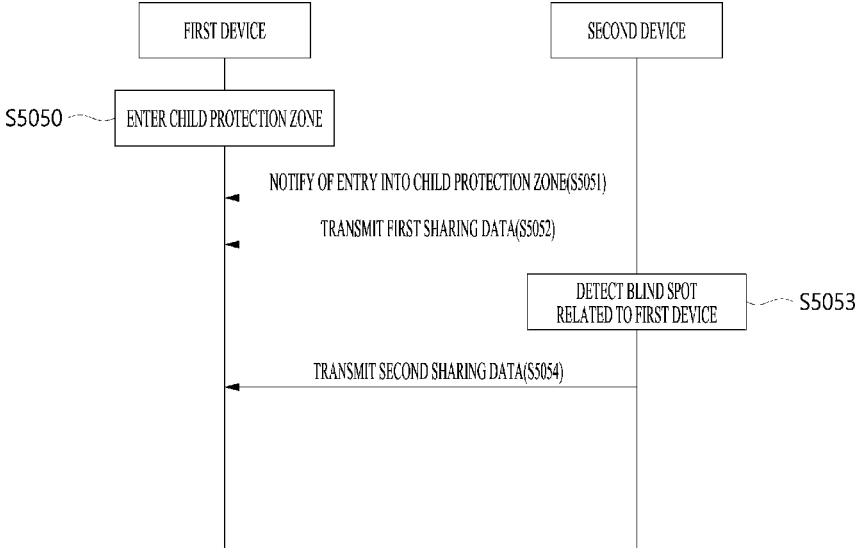 FIRST DEVICE
SECOND DEVICE
S5050
ENTER CHILD PROTECTION ZONE
NOTIFY OF ENTRY INTO CHILD PROTECTION ZONE(S5051)
TRANSMIT FIRST SHARING DATA(S5052)
DETECT BLIND SPOT
RELATED TO FIRST DEVICE
S5053
TRANSMIT SECOND SHARING DATA(S5054)